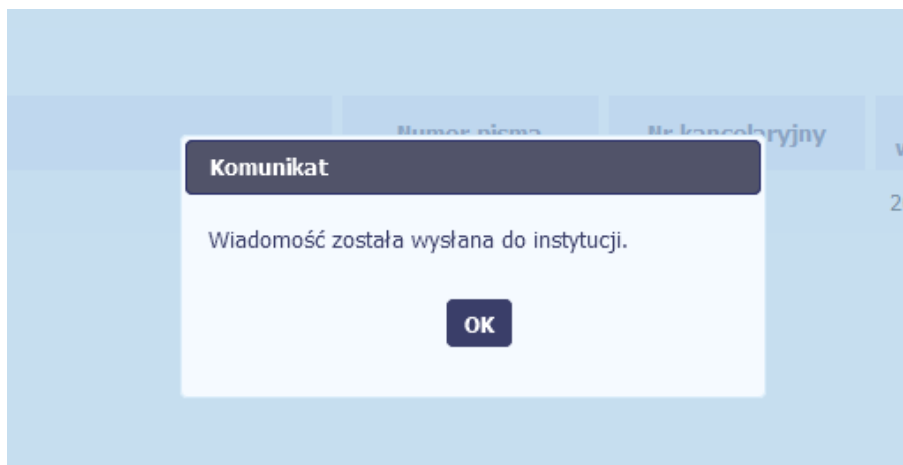 Numer pisma
Nr kancelaryjny
Komunikat
Wiadomość została wysłana do instytucji.
OK